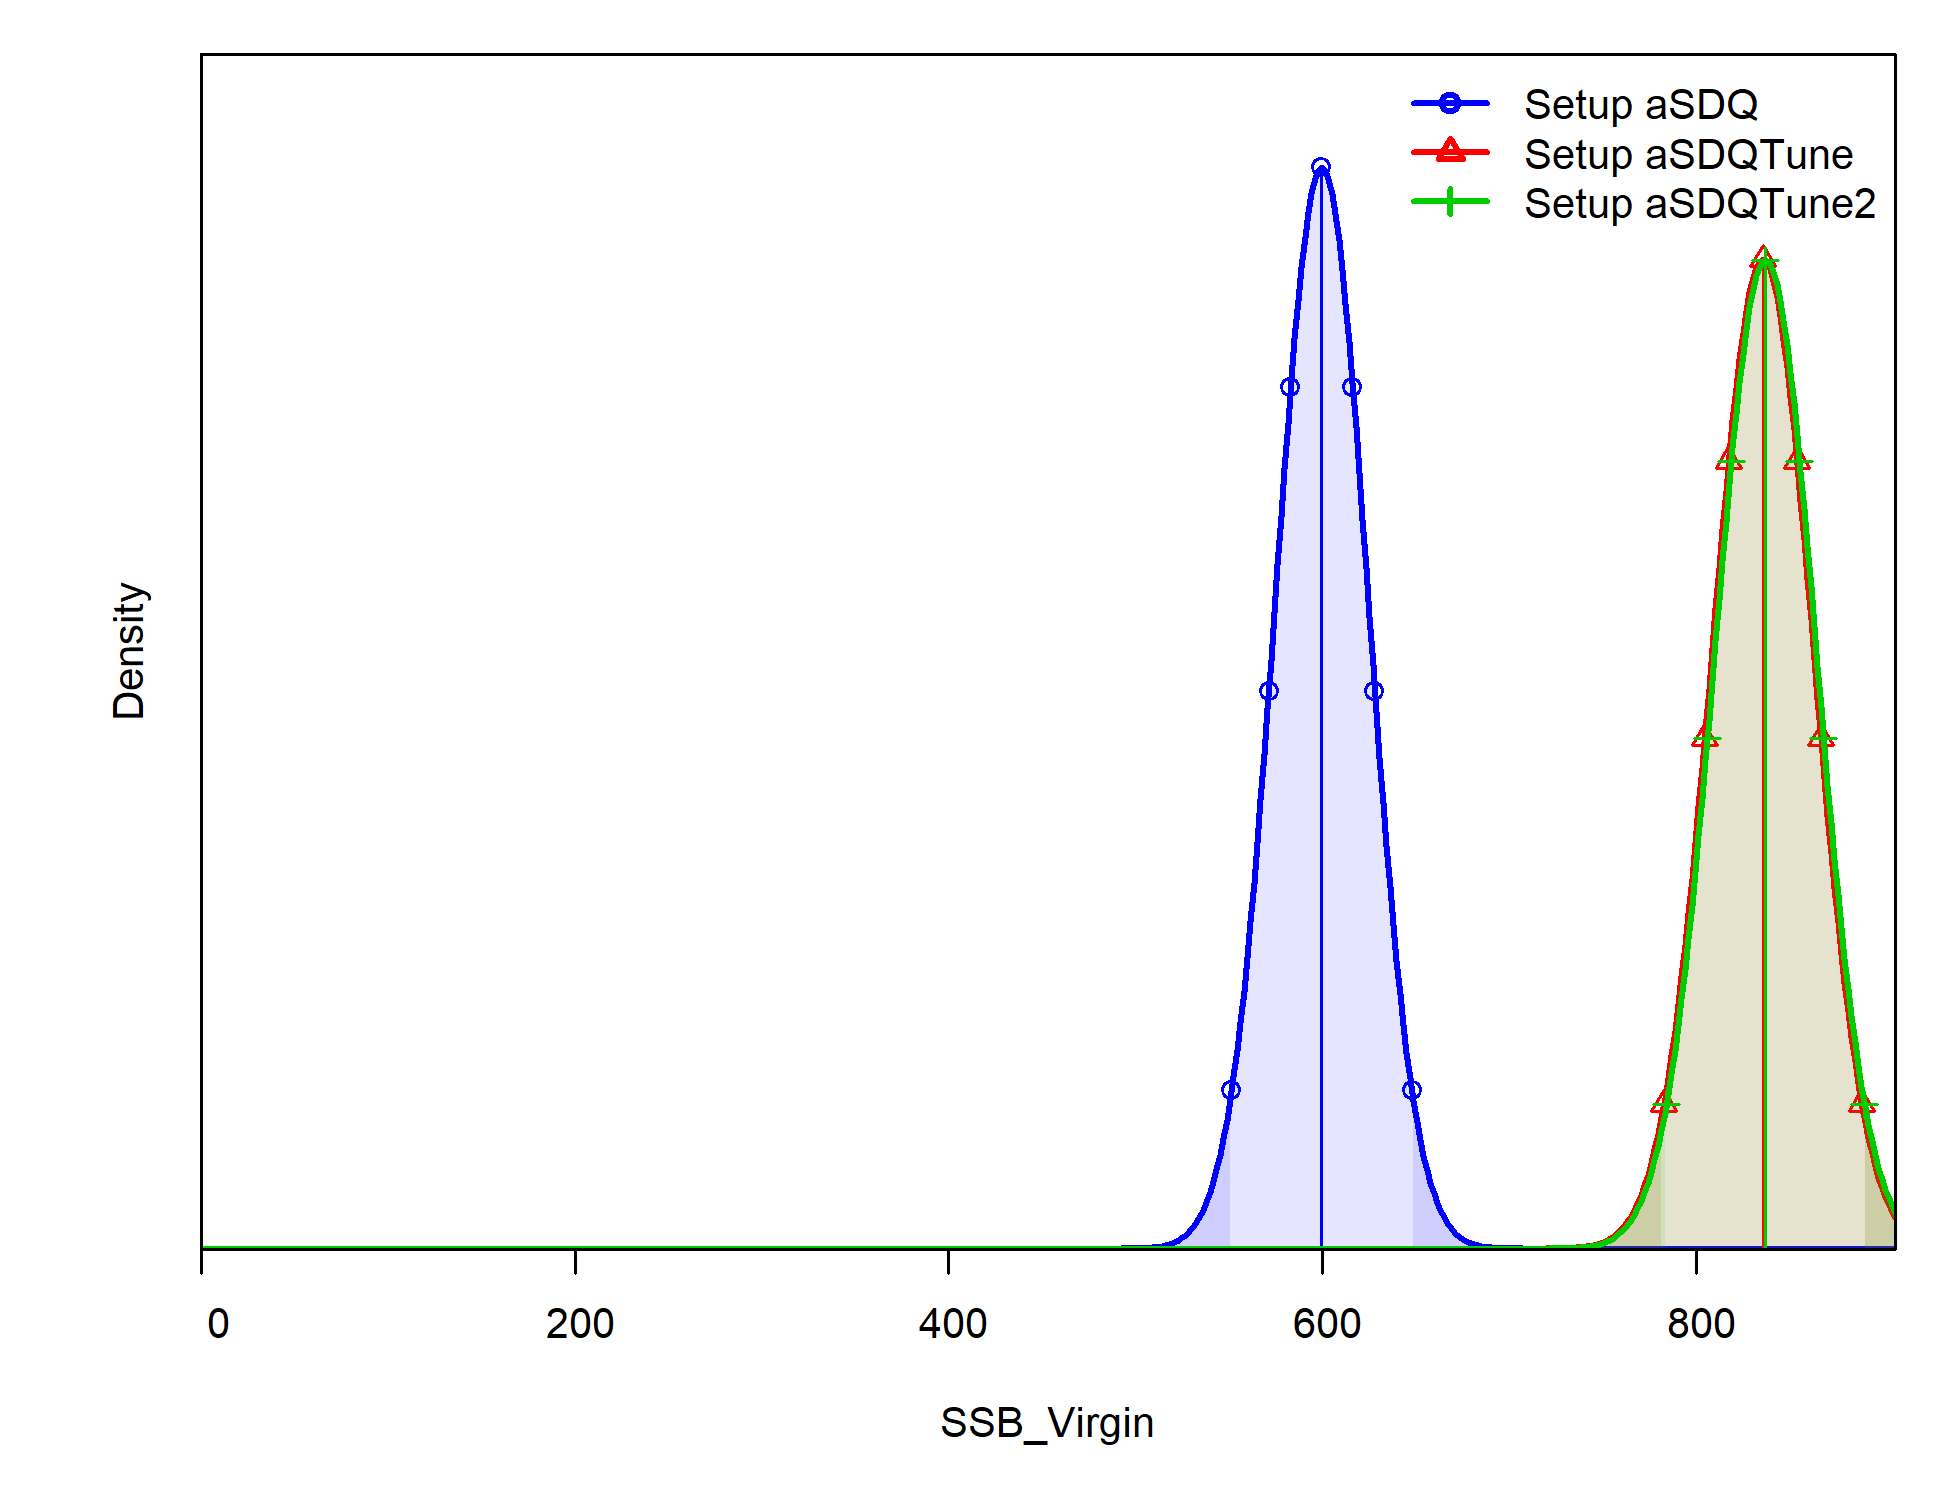 Setup aSDQ
Setup aSDQTune
Setup aSDQTune2
Density
0 200 400 600 800
SSB_Virgin